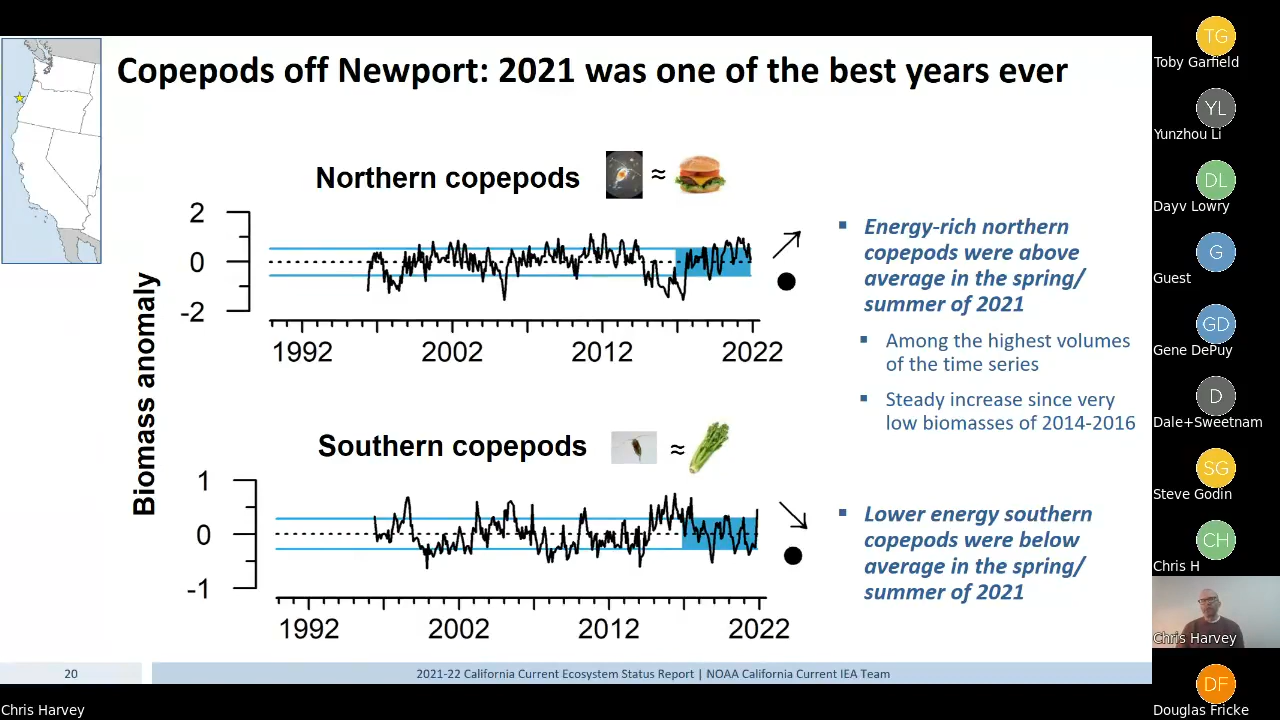 Copepods off Newport: 2021 was one of the best years ever
Northern copepods ≈
2
0
-2
1992 2002 2012 2022
Biomass anomaly
Southern copepods ≈
1
0
-1
1992 2002 2012 2022
Energy-rich northern
copepods were above
average in the spring/
summer of 2021
Among the highest volumes
of the time series
Steady increase since very
low biomasses of 2014-2016
Lower energy southern
copepods were below
average in the spring/
summer of 2021
20
2021-22 California Current Ecosystem Status Report | NOAA California Current IEA Team
Chris Harvey
TG
Toby Garfield
YL
Yunzhou Li
DL
Dayv Lowry
G
Guest
GD
Gene DePuy
D
Dale+Sweetnam
SG
Steve Godin
CH
Chris H
Chris Harvey
DF
Douglas Fricke